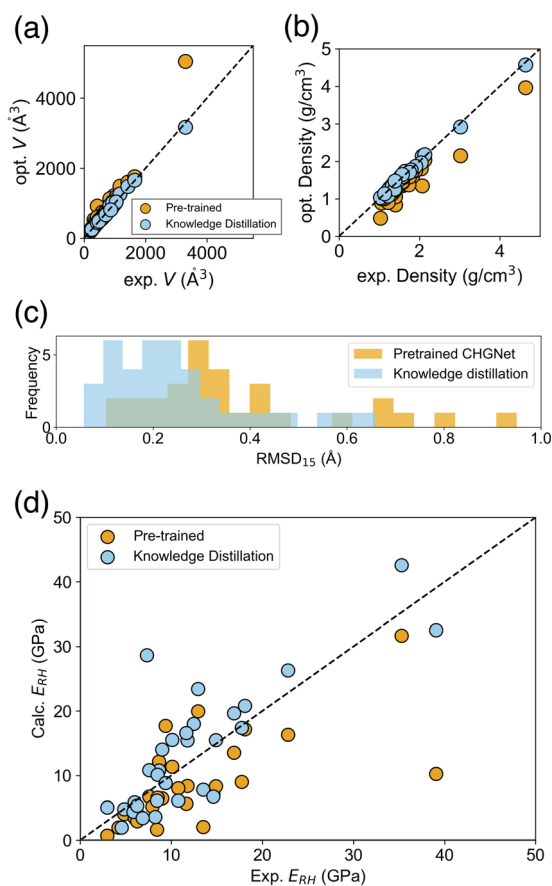 (a)
opt. V (Å³)
4000
2000
0
0 2000 4000
exp. V (Å³)
Pre-trained
Knowledge Distillation
(b)
opt. Density (g/cm³)
5
4
3
2
1
0
0 2 4
exp. Density (g/cm³)
(c)
Frequency
5
0
0.0 0.2 0.4 0.6 0.8 1.0
RMSD₁₅ (Å)
Pretrained CHGNet
Knowledge distillation
(d)
Calc. E_RH (GPa)
50
40
30
20
10
0
0 10 20 30 40 50
Exp. E_RH (GPa)
Pre-trained
Knowledge Distillation